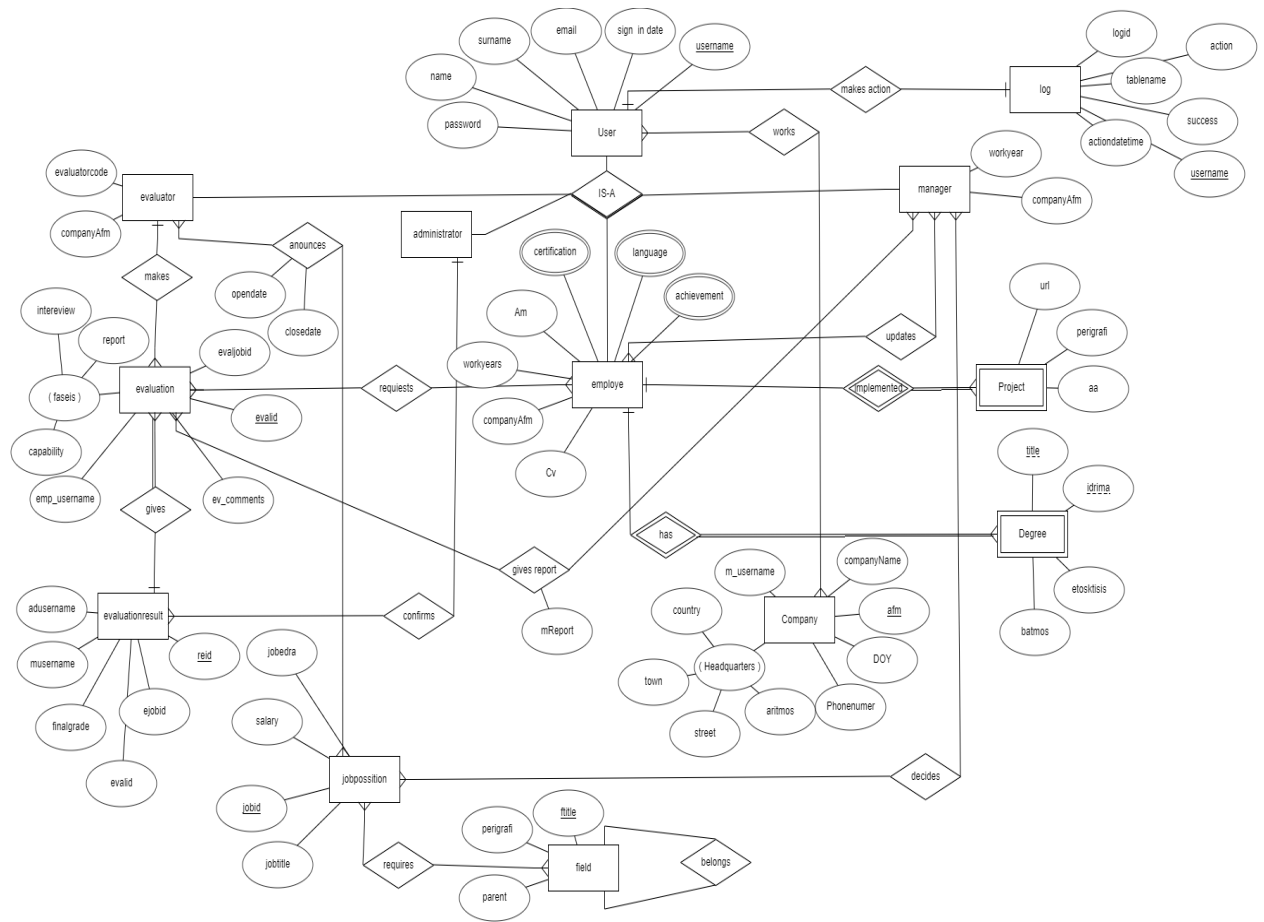 email
sign in date
surname
username
logid
action
name
tablename
makes action
log
password
User
works
success
actiondatetime
username
evaluatorcode
workyear
evaluator
manager
IS-A
companyAfm
companyAfm
administrator
anounces
certification
language
makes
opendate
achievement
url
intereview
Am
closedate
report
perigrafi
updates
evaljobid
workyears
( faseis )
evaluation
requiests
employe
Implemented
Project
aa
evalid
companyAfm
capability
title
Cv
idrima
emp_username
ev_comments
gives
has
Degree
companyName
gives report
m_username
etosktisis
adusername
country
afm
evaluationresult
confirms
Company
mReport
batmos
jobedra
reid
musername
DOY
( Headquarters )
town
Phonenumer
ejobid
aritmos
finalgrade
salary
street
evalid
jobpossition
decides
jobid
ftitle
perigrafi
jobtitle
requires
field
belongs
parent